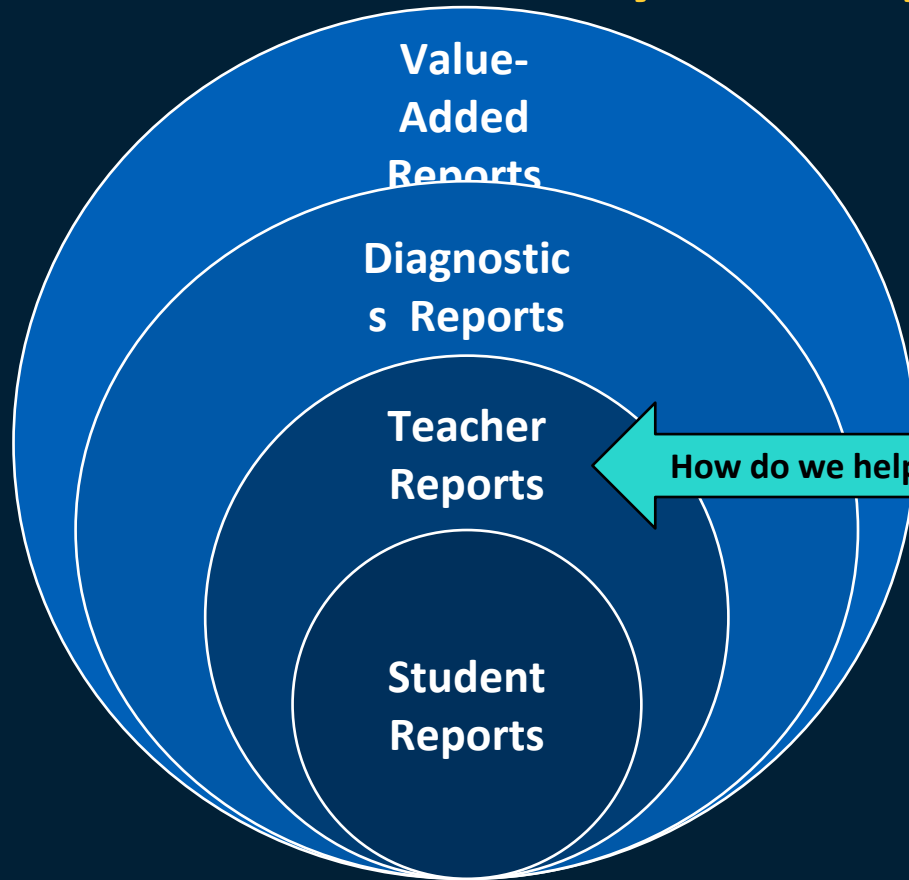 Value-
Added
Reports
Diagnostic
s Reports
Teacher
Reports
How do we help
Student
Reports